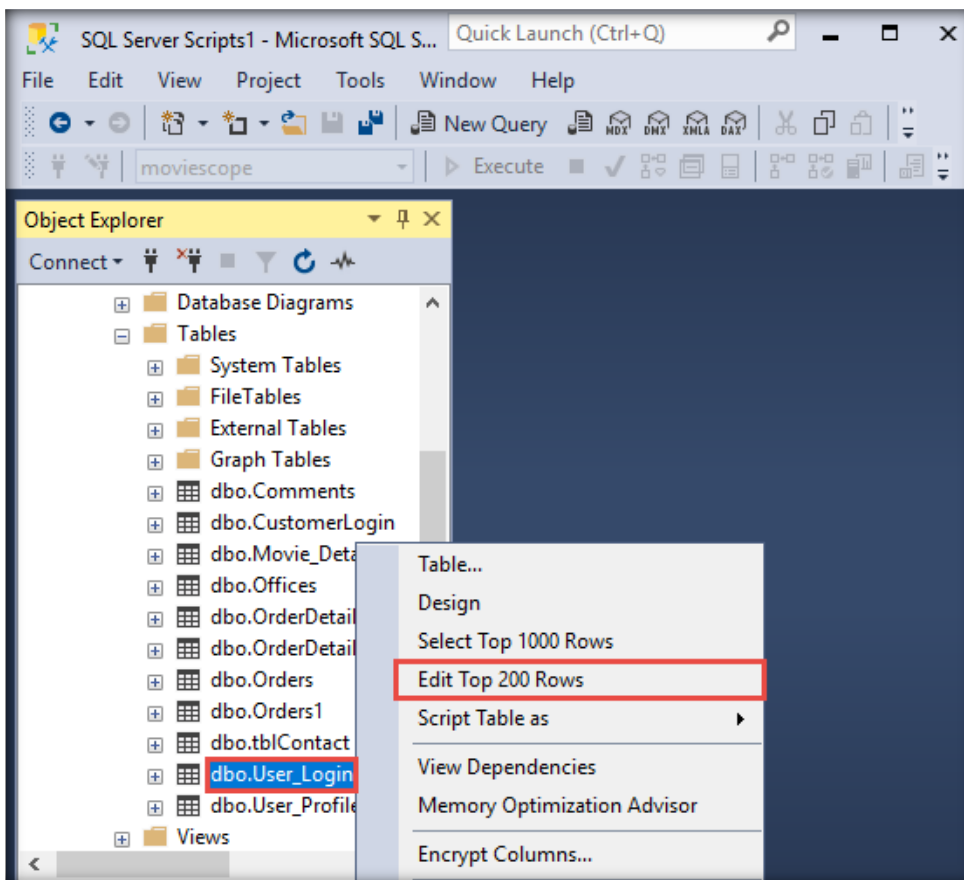 SQL Server Scripts1 - Microsoft SQL S... Quick Launch (Ctrl+Q)
File Edit View Project Tools Window Help
New Query MDX DMX XMLA DAX
moviescope Execute
Object Explorer
Connect
Database Diagrams
Tables
System Tables
FileTables
External Tables
Graph Tables
dbo.Comments
dbo.CustomerLogin
dbo.Movie_Deta
dbo.Offices
dbo.OrderDetail
dbo.OrderDetail
dbo.Orders
dbo.Orders1
dbo.tblContact
dbo.User_Login
dbo.User_Profile
Views
Table...
Design
Select Top 1000 Rows
Edit Top 200 Rows
Script Table as
View Dependencies
Memory Optimization Advisor
Encrypt Columns...